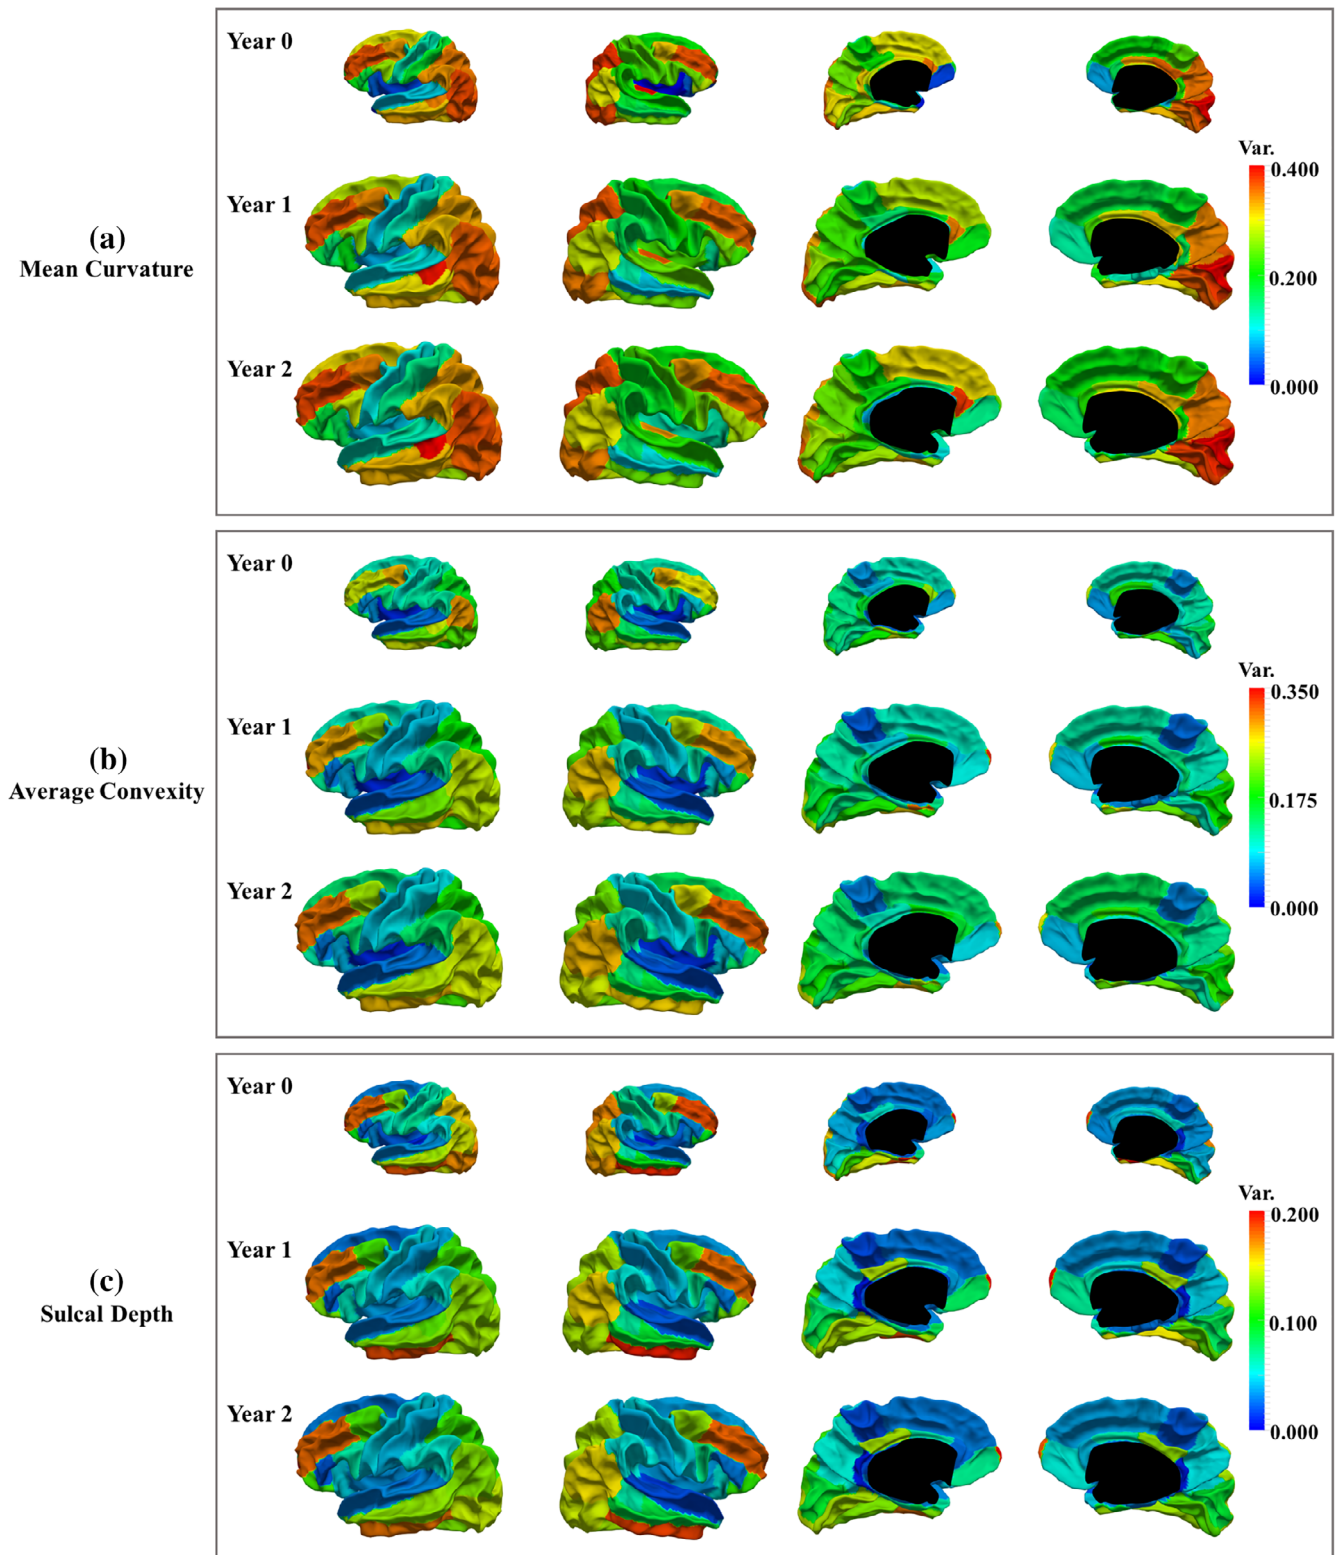 Year 0
Year 1
Year 2
(a)
Mean Curvature
Var.
0.400
0.200
0.000
Year 0
Year 1
Year 2
(b)
Average Convexity
Var.
0.350
0.175
0.000
Year 0
Year 1
Year 2
(c)
Sulcal Depth
Var.
0.200
0.100
0.000